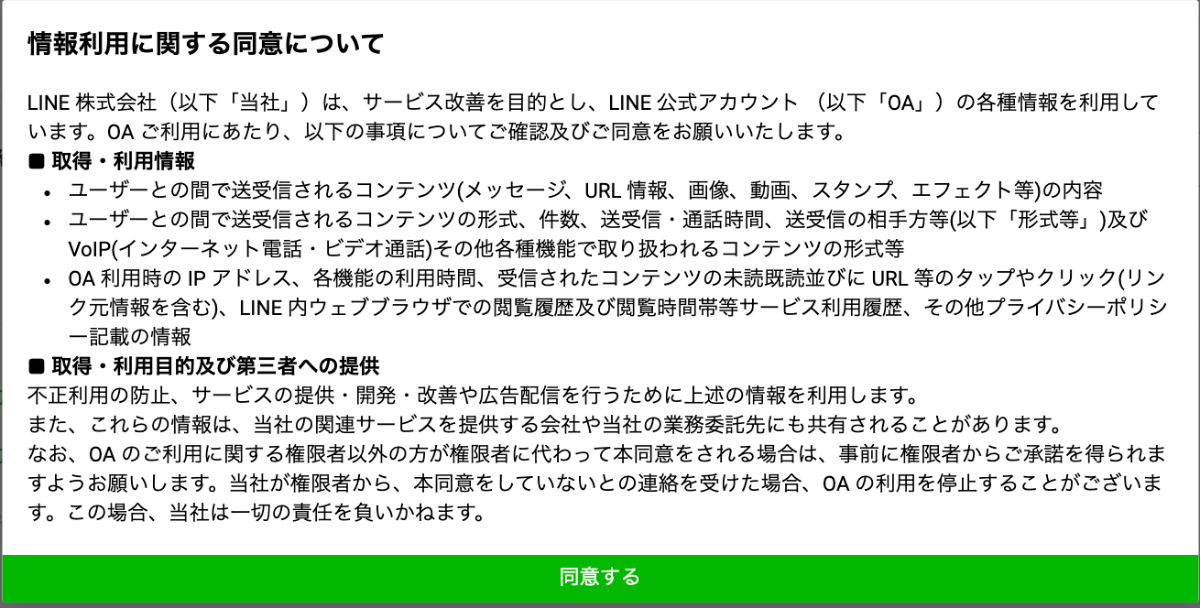 情報利用に関する同意について
LINE 株式会社（以下「当社」）は、サービス改善を目的とし、LINE 公式アカウント （以下「OA」）の各種情報を利用して
います。OA ご利用にあたり、以下の事項についてご確認及びご同意をお願いいたします。
■ 取得・利用情報
• ユーザーとの間で送受信されるコンテンツ(メッセージ、URL 情報、画像、動画、スタンプ、エフェクト等)の内容
• ユーザーとの間で送受信されるコンテンツの形式、件数、送受信・通話時間、送受信の相手方等(以下「形式等」)及び
VoIP(インターネット電話・ビデオ通話)その他各種機能で取り扱われるコンテンツの形式等
• OA 利用時の IP アドレス、各機能の利用時間、受信されたコンテンツの未読既読並びに URL 等のタップやクリック(リン
ク元情報を含む)、LINE 内ウェブブラウザでの閲覧履歴及び閲覧時間帯等サービス利用履歴、その他プライバシーポリシ
ー記載の情報
■ 取得・利用目的及び第三者への提供
不正利用の防止、サービスの提供・開発・改善や広告配信を行うために上述の情報を利用します。
また、これらの情報は、当社の関連サービスを提供する会社や当社の業務委託先にも共有されることがあります。
なお、OA のご利用に関する権限者以外の方が権限者に代わって本同意をされる場合は、事前に権限者からご承諾を得られま
すようお願いします。当社が権限者から、本同意をしていないとの連絡を受けた場合、OA の利用を停止することがございま
す。この場合、当社は一切の責任を負いかねます。
同意する